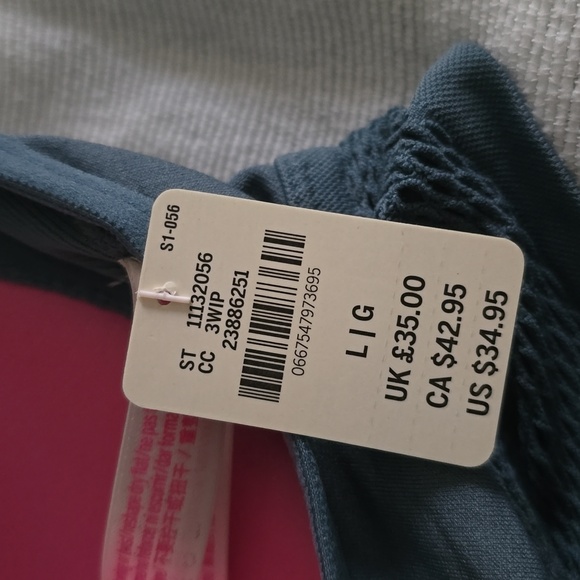 S1-056
ST 11132056
CC 3WIP
23886251
0667547973695
L I G
UK £35.00
CA $42.95
US $34.95